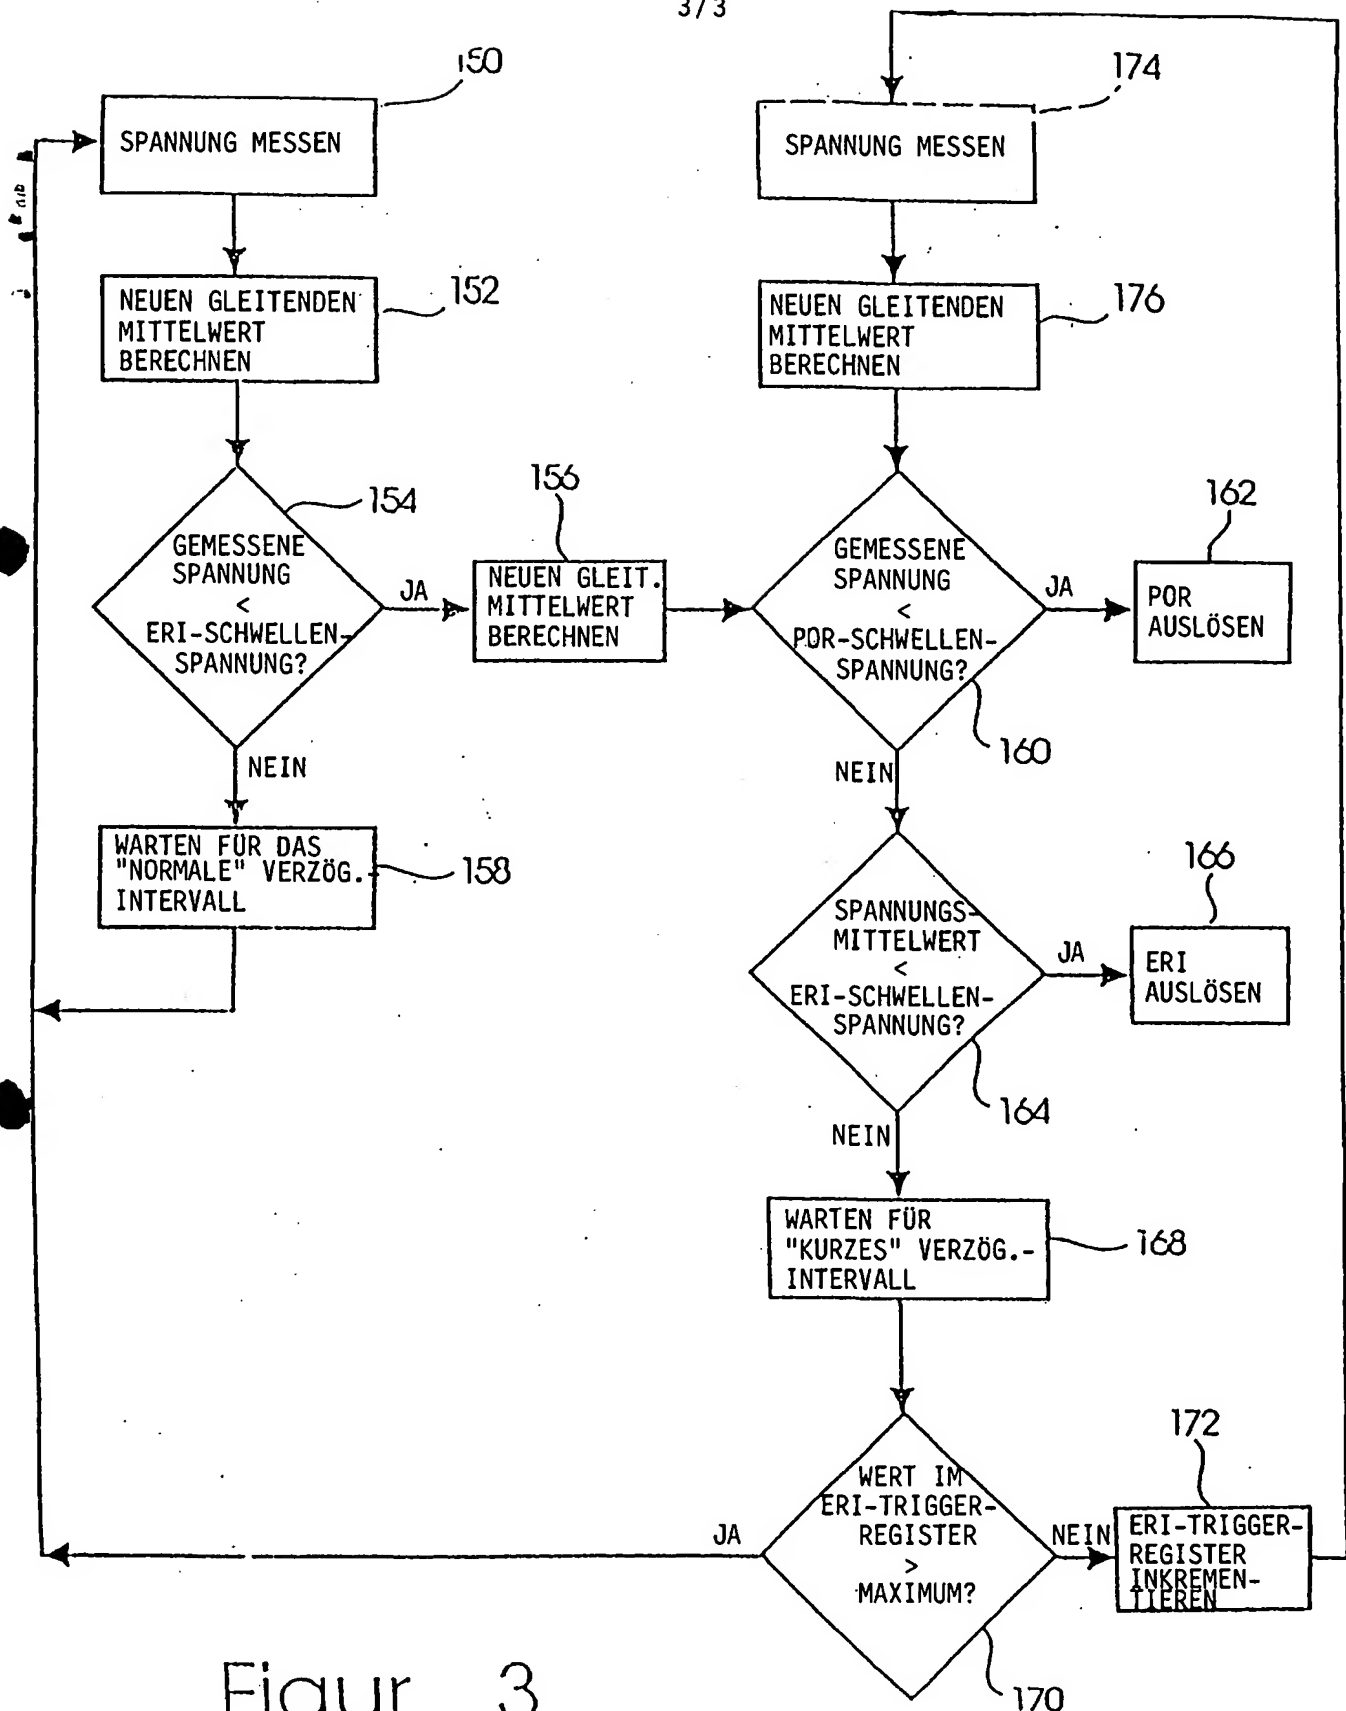 3/3
150
SPANNUNG MESSEN
152
NEUEN GLEITENDEN
MITTELWERT
BERECHNEN
154
GEMESSENE
SPANNUNG
<
ERI-SCHWELLEN-
SPANNUNG?
JA
156
NEUEN GLEIT.
MITTELWERT
BERECHNEN
NEIN
WARTEN FÜR DAS
"NORMALE" VERZÖG.-
INTERVALL
158
174
SPANNUNG MESSEN
176
NEUEN GLEITENDEN
MITTELWERT
BERECHNEN
GEMESSENE
SPANNUNG
<
POR-SCHWELLEN-
SPANNUNG?
160
JA
162
POR
AUSLÖSEN
NEIN
SPANNUNGS-
MITTELWERT
<
ERI-SCHWELLEN-
SPANNUNG?
164
JA
166
ERI
AUSLÖSEN
NEIN
WARTEN FÜR
"KURZES" VERZÖG.-
INTERVALL
168
WERT IM
ERI-TRIGGER-
REGISTER
>
MAXIMUM?
170
JA
NEIN
172
ERI-TRIGGER-
REGISTER
INKREMEN-
TIEREN
Figur 3